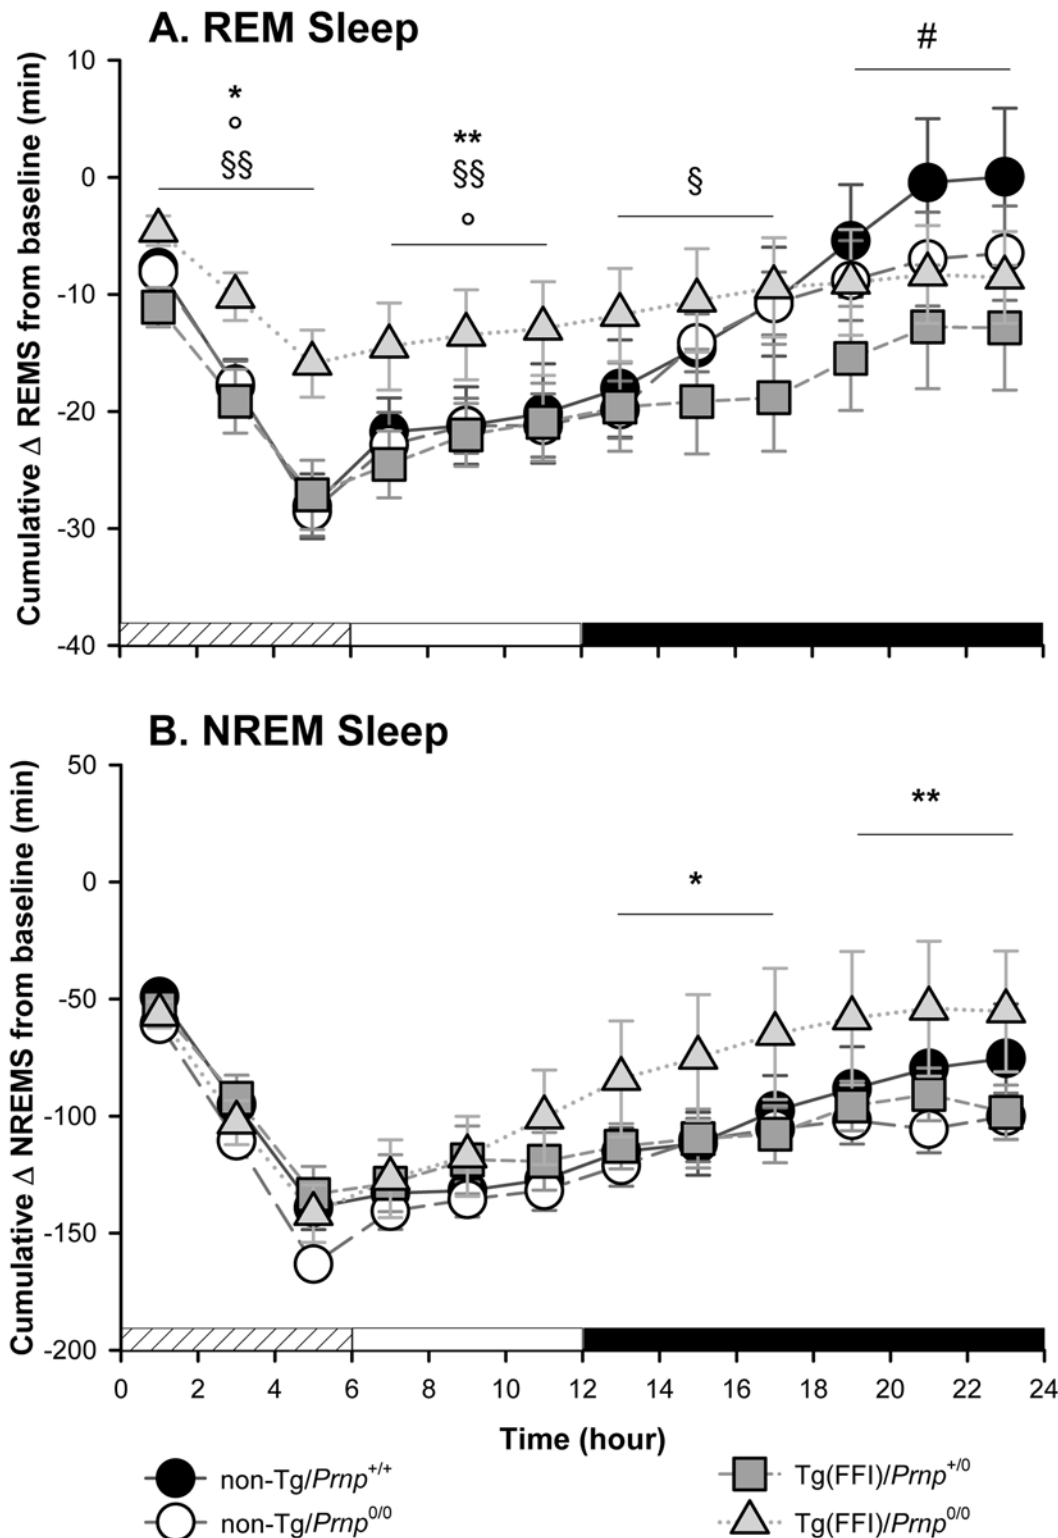 A. REM Sleep
Cumulative Δ REMS from baseline (min)
10
0
-10
-20
-30
-40
*
°
§§
**
§§
°
§
#
B. NREM Sleep
Cumulative Δ NREMS from baseline (min)
50
0
-50
-100
-150
-200
*
**
0 2 4 6 8 10 12 14 16 18 20 22 24
Time (hour)
non-Tg/Prnp+/+
non-Tg/Prnp0/0
Tg(FFI)/Prnp+/0
Tg(FFI)/Prnp0/0